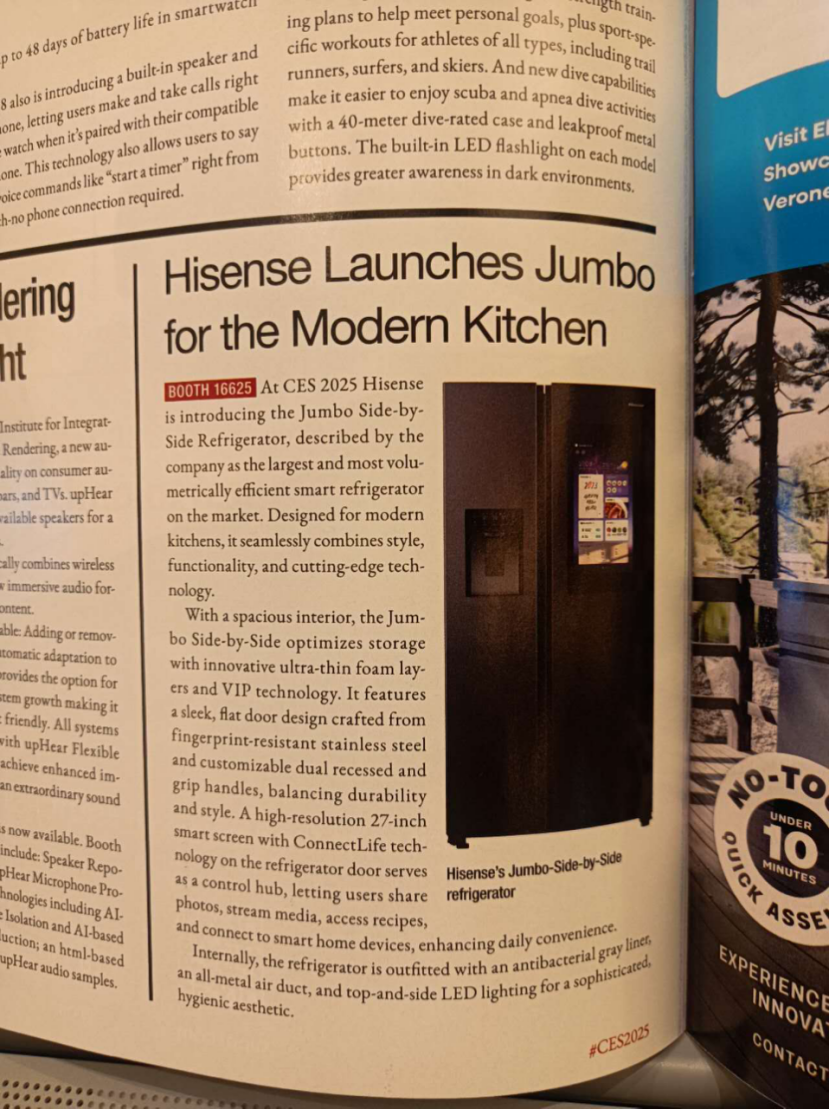 p to 48 days of battery life in smartwatch
8 also is introducing a built-in speaker and
one, letting users make and take calls right
watch when it's paired with their compatible
one. This technology also allows users to say
voice commands like "start a timer" right from
h-no phone connection required.
ngth train-
ing plans to help meet personal goals, plus sport-spe-
cific workouts for athletes of all types, including trail
runners, surfers, and skiers. And new dive capabilities
make it easier to enjoy scuba and apnea dive activities
with a 40-meter dive-rated case and leakproof metal
buttons. The built-in LED flashlight on each model
provides greater awareness in dark environments.
dering
ht
Institute for Integrat-
Rendering, a new au-
ality on consumer au-
bars, and TVs. upHear
vailable speakers for a
s.
cally combines wireless
w immersive audio for-
ontent.
able: Adding or remov-
utomatic adaptation to
provides the option for
stem growth making it
friendly. All systems
with upHear Flexible
achieve enhanced im-
an extraordinary sound
s now available. Booth
include: Speaker Repo-
pHear Microphone Pro-
hnologies including AI-
Isolation and AI-based
duction; an html-based
upHear audio samples.
Hisense Launches Jumbo
for the Modern Kitchen
BOOTH 16625 At CES 2025 Hisense
is introducing the Jumbo Side-by-
Side Refrigerator, described by the
company as the largest and most volu-
metrically efficient smart refrigerator
on the market. Designed for modern
kitchens, it seamlessly combines style,
functionality, and cutting-edge tech-
nology.
With a spacious interior, the Jum-
bo Side-by-Side optimizes storage
with innovative ultra-thin foam lay-
ers and VIP technology. It features
a sleek, flat door design crafted from
fingerprint-resistant stainless steel
and customizable dual recessed and
grip handles, balancing durability
and style. A high-resolution 27-inch
smart screen with ConnectLife tech-
nology on the refrigerator door serves
as a control hub, letting users share
photos, stream media, access recipes,
and connect to smart home devices, enhancing daily convenience.
Internally, the refrigerator is outfitted with an antibacterial gray liner,
an all-metal air duct, and top-and-side LED lighting for a sophisticated,
hygienic aesthetic.
Hisense's Jumbo-Side-by-Side
refrigerator
#CES2025
Visit El
Showc
Verone
NO-TOO
UNDER
10
MINUTES
QUICK ASSE
EXPERIENCE
INNOVA
CONTACT